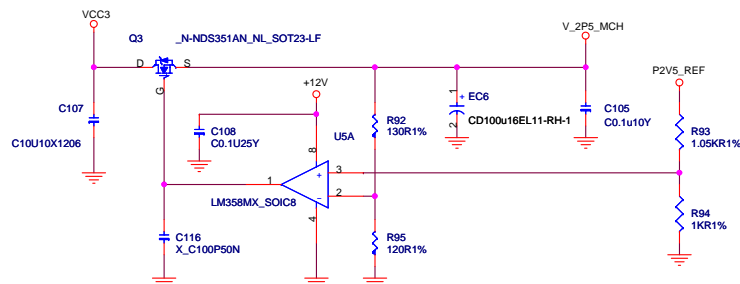 VCC3
Q3
_N-NDS351AN_NL_SOT23-LF
V_2P5_MCH
D
S
G
P2V5_REF
+12V
C107
C10U10X1206
C108
C0.1U25Y
U5A
R92
130R1%
1
+
EC6
2
CD100u16EL11-RH-1
C105
C0.1u10Y
R93
1.05KR1%
8
+
3
1
-
2
4
LM358MX_SOIC8
R94
1KR1%
C116
X_C100P50N
R95
120R1%